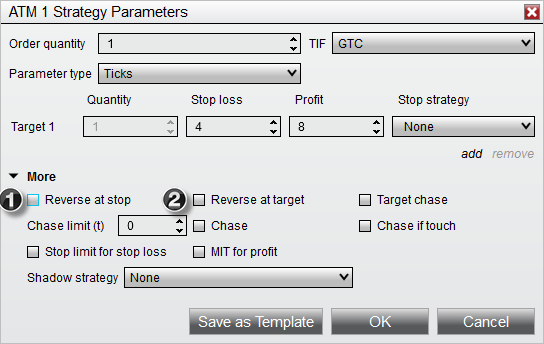 ATM 1 Strategy Parameters
Order quantity 1 TIF GTC
Parameter type Ticks
Quantity Stop loss Profit Stop strategy
Target 1 1 4 8 None
add remove
More
1 Reverse at stop 2 Reverse at target Target chase
Chase limit (t) 0 Chase Chase if touch
Stop limit for stop loss MIT for profit
Shadow strategy None
Save as Template OK Cancel